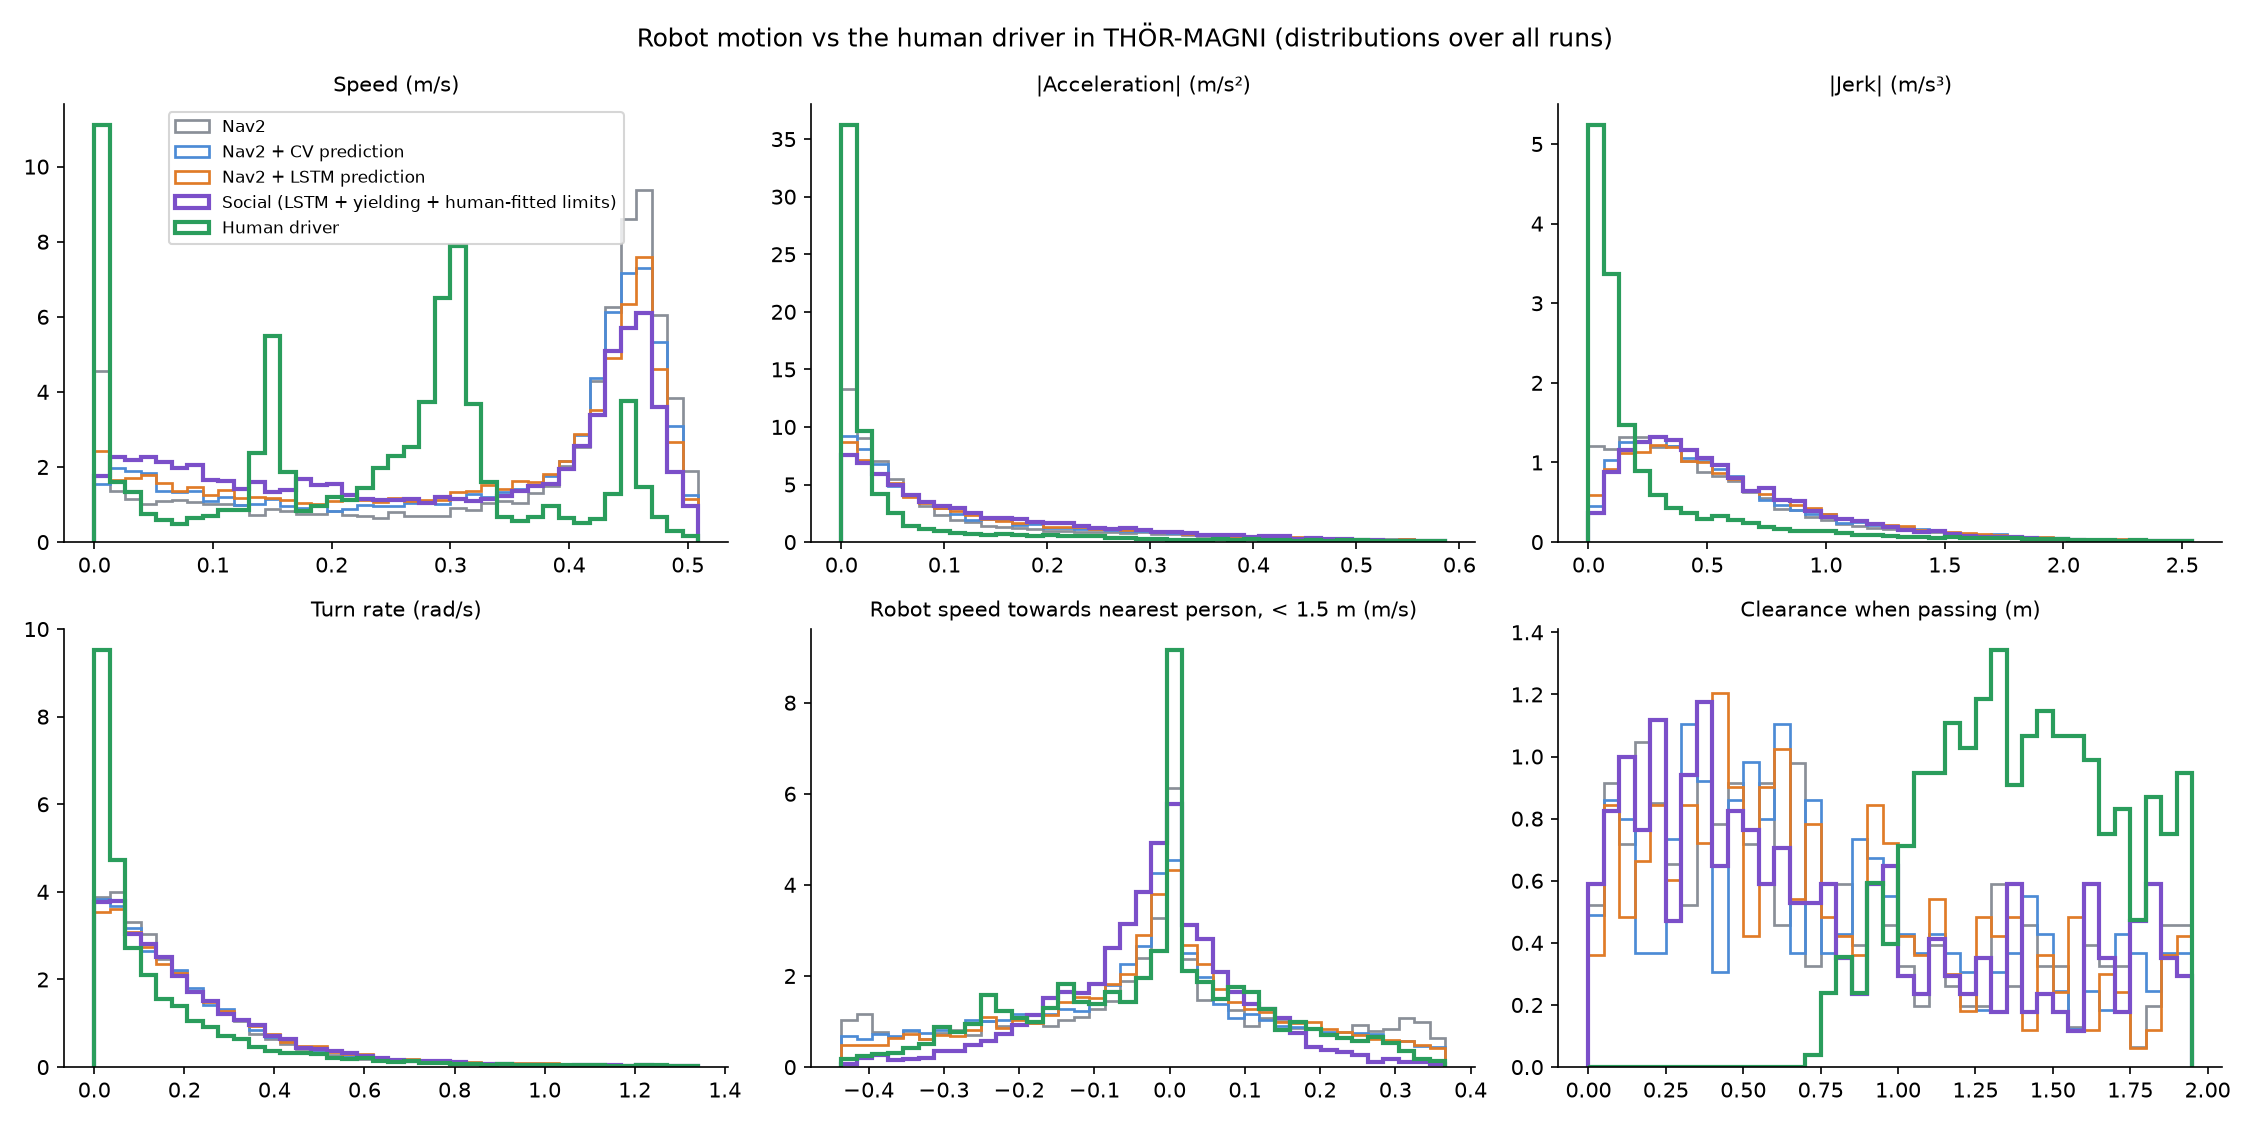 Robot motion vs the human driver in THÖR-MAGNI (distributions over all runs)
Speed (m/s)
Nav2
Nav2 + CV prediction
Nav2 + LSTM prediction
Social (LSTM + yielding + human-fitted limits)
Human driver
0 2 4 6 8 10
0.0 0.1 0.2 0.3 0.4 0.5
|Acceleration| (m/s²)
0 5 10 15 20 25 30 35
0.0 0.1 0.2 0.3 0.4 0.5 0.6
|Jerk| (m/s³)
0 1 2 3 4 5
0.0 0.5 1.0 1.5 2.0 2.5
Turn rate (rad/s)
0 2 4 6 8 10
0.0 0.2 0.4 0.6 0.8 1.0 1.2 1.4
Robot speed towards nearest person, < 1.5 m (m/s)
0 2 4 6 8
−0.4 −0.3 −0.2 −0.1 0.0 0.1 0.2 0.3 0.4
Clearance when passing (m)
0.0 0.2 0.4 0.6 0.8 1.0 1.2 1.4
0.00 0.25 0.50 0.75 1.00 1.25 1.50 1.75 2.00